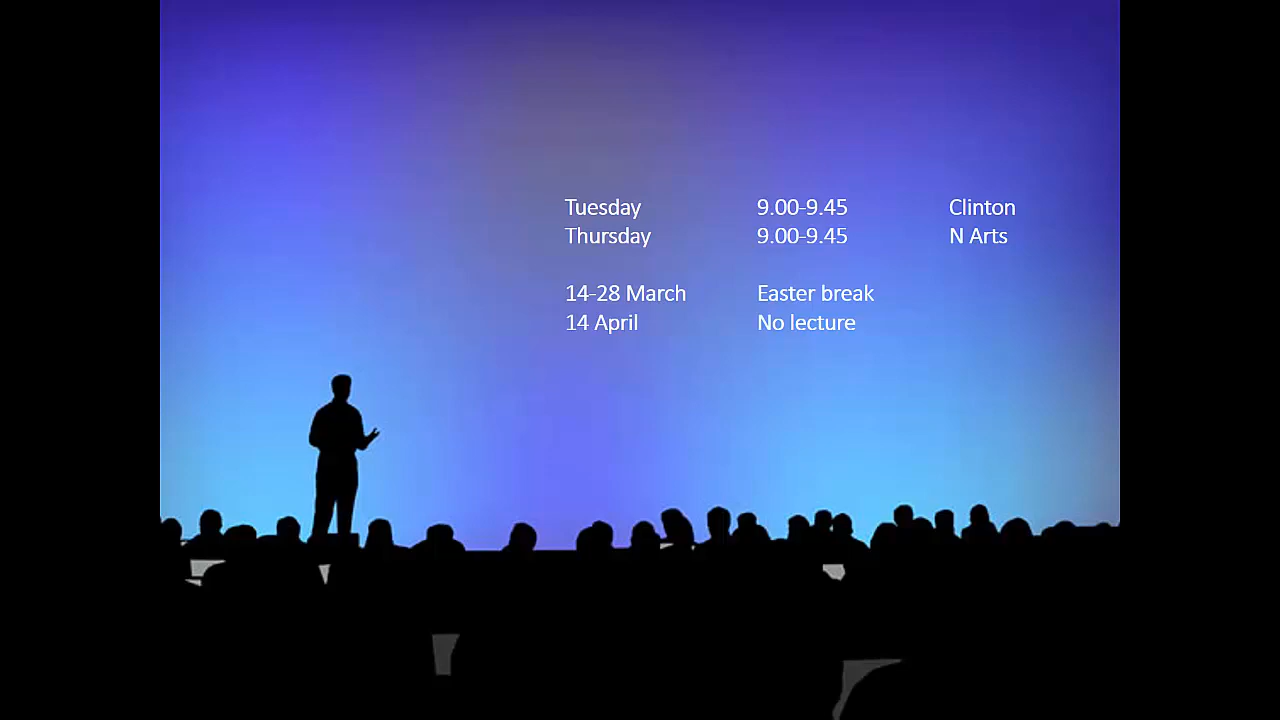 Tuesday 9.00-9.45 Clinton
Thursday 9.00-9.45 N Arts
14-28 March Easter break
14 April No lecture